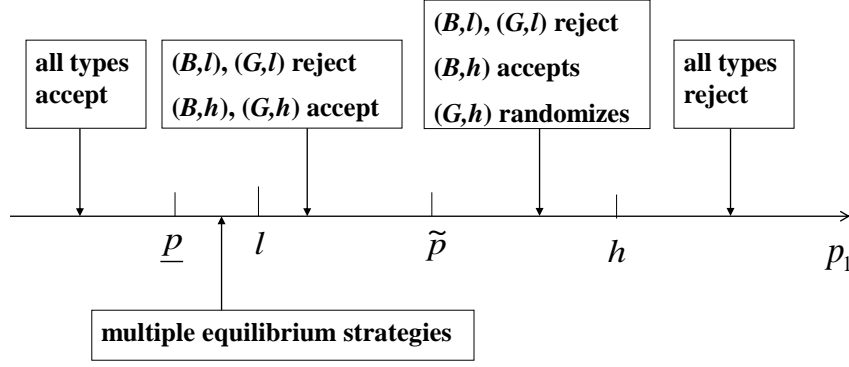 all types
accept
(B,l), (G,l) reject
(B,h), (G,h) accept
(B,l), (G,l) reject
(B,h) accepts
(G,h) randomizes
all types
reject
p l p̃ h p₁
multiple equilibrium strategies